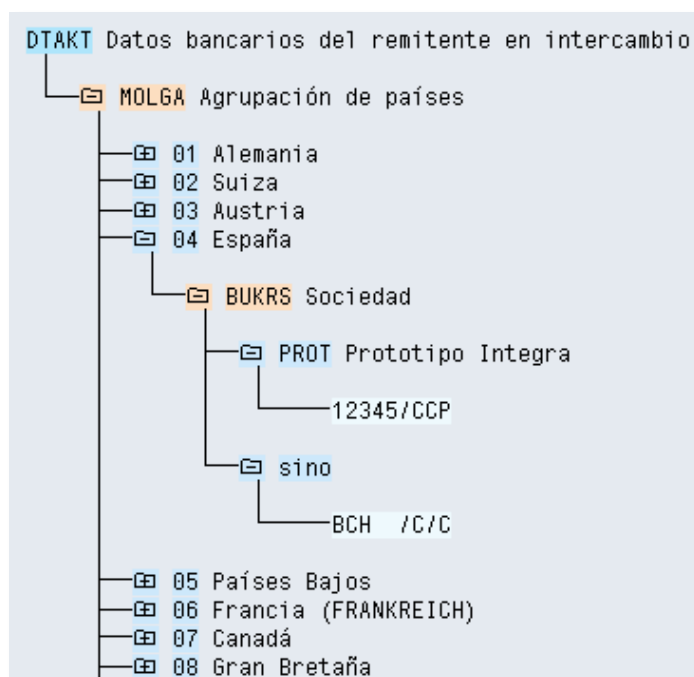 DTAKT Datos bancarios del remitente en intercambio
MOLGA Agrupación de países
01 Alemania
02 Suiza
03 Austria
04 España
BUKRS Sociedad
PROT Prototipo Integra
12345/CCP
sino
BCH /C/C
05 Países Bajos
06 Francia (FRANKREICH)
07 Canadá
08 Gran Bretaña